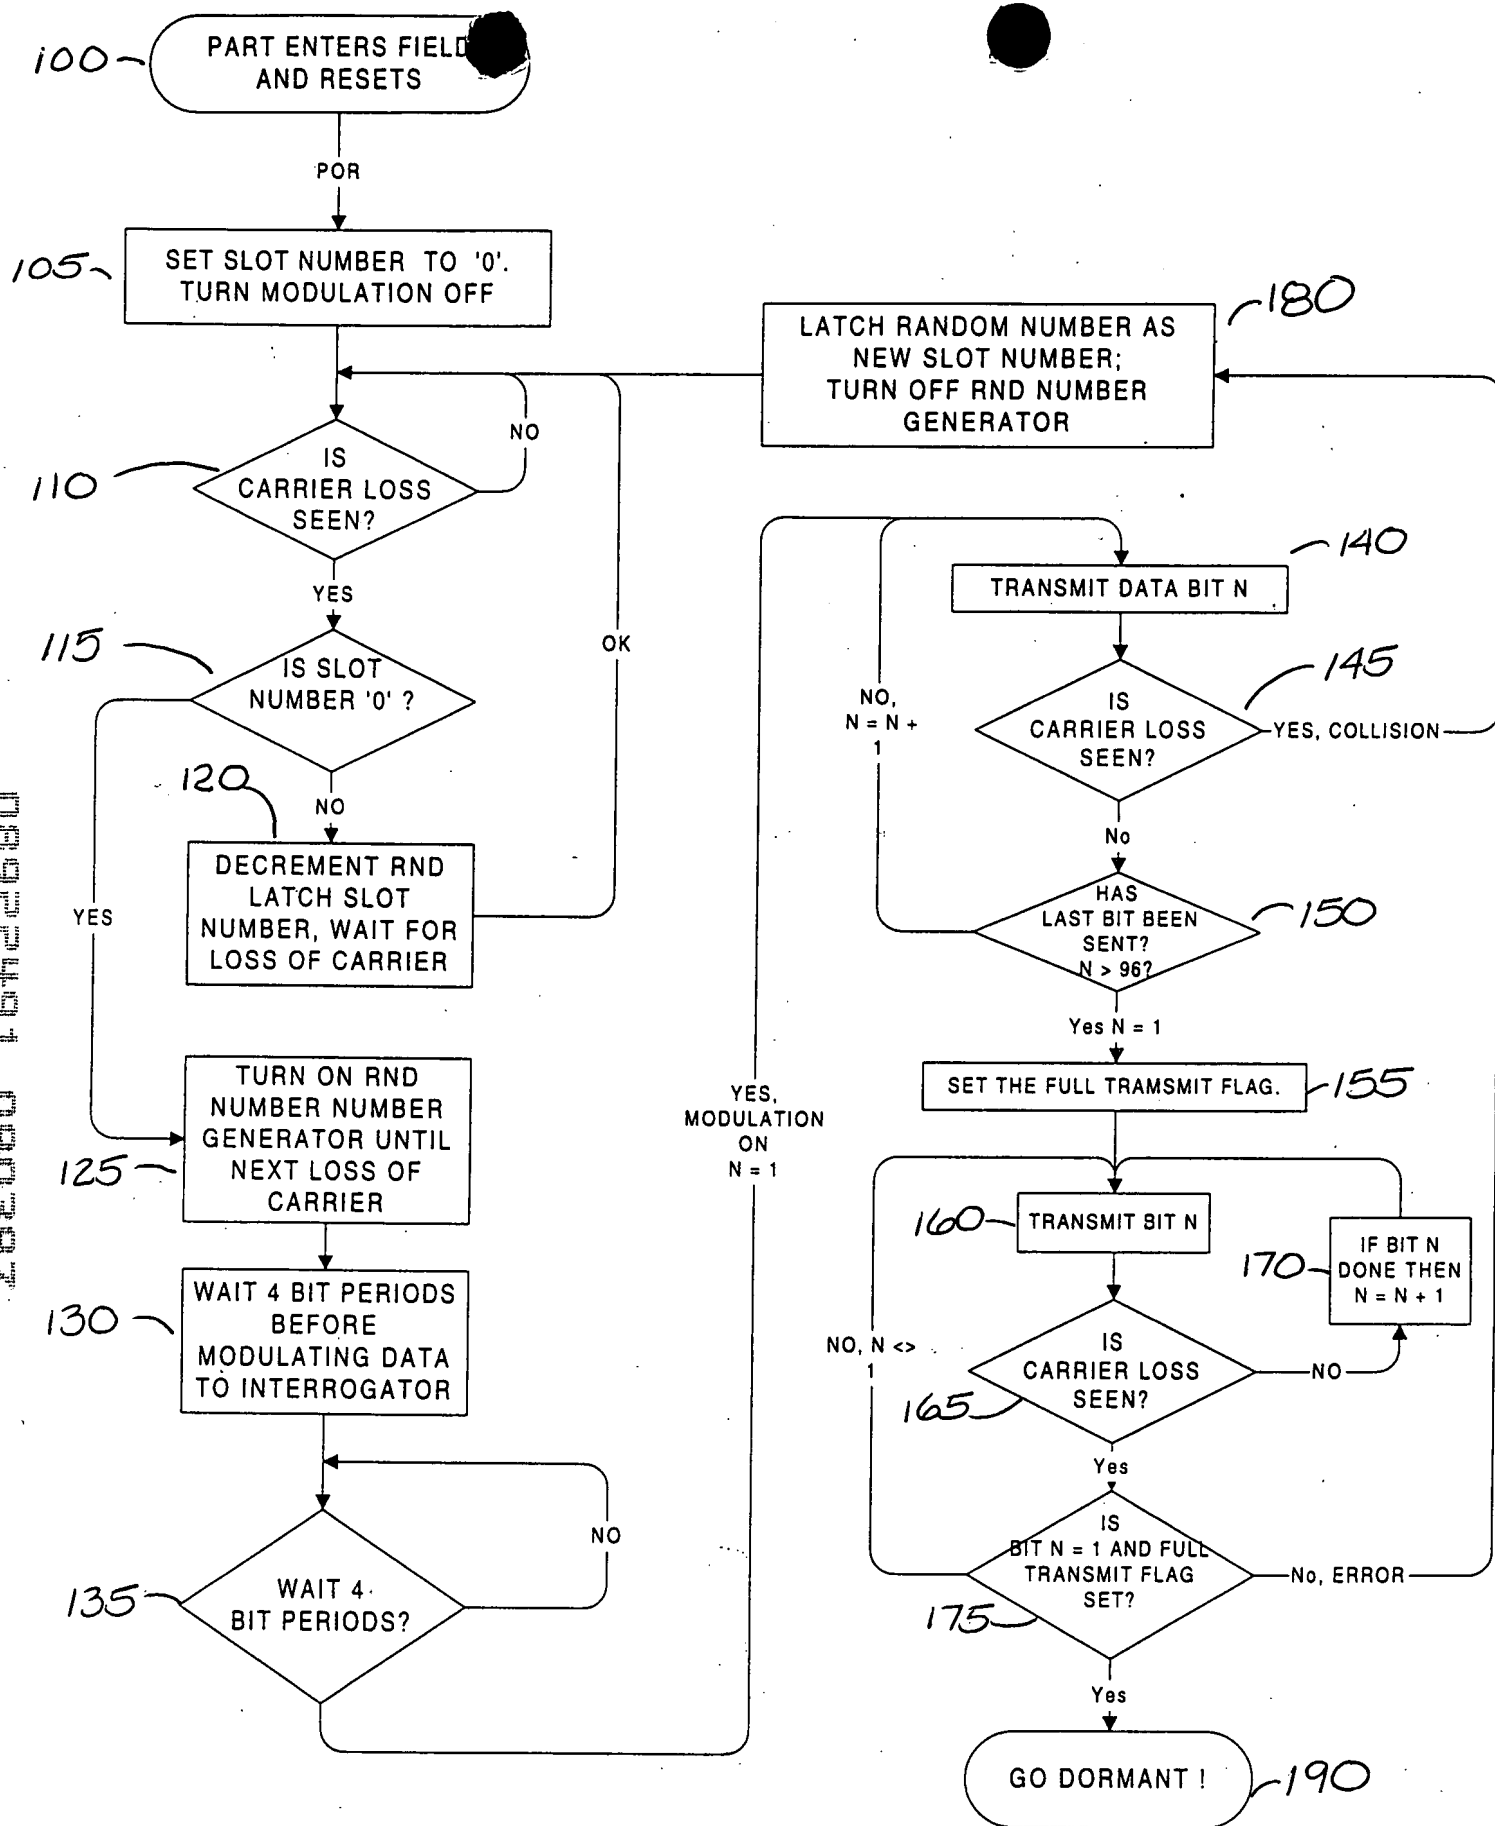 100
PART ENTERS FIELD
AND RESETS
POR
105
SET SLOT NUMBER TO '0'.
TURN MODULATION OFF
180
LATCH RANDOM NUMBER AS
NEW SLOT NUMBER;
TURN OFF RND NUMBER
GENERATOR
NO
110
IS
CARRIER LOSS
SEEN?
YES
115
IS SLOT
NUMBER '0' ?
OK
NO
120
DECREMENT RND
LATCH SLOT
NUMBER, WAIT FOR
LOSS OF CARRIER
YES
125
TURN ON RND
NUMBER NUMBER
GENERATOR UNTIL
NEXT LOSS OF
CARRIER
130
WAIT 4 BIT PERIODS
BEFORE
MODULATING DATA
TO INTERROGATOR
NO
135
WAIT 4
BIT PERIODS?
YES,
MODULATION
ON
N = 1
140
TRANSMIT DATA BIT N
145
IS
CARRIER LOSS
SEEN?
YES, COLLISION
NO,
N = N +
1
No
150
HAS
LAST BIT BEEN
SENT?
N > 96?
Yes N = 1
SET THE FULL TRAMSMIT FLAG.
155
160
TRANSMIT BIT N
170
IF BIT N
DONE THEN
N = N + 1
NO, N <>
1
IS
CARRIER LOSS
SEEN?
NO
165
Yes
IS
BIT N = 1 AND FULL
TRANSMIT FLAG
SET?
No, ERROR
175
Yes
GO DORMANT !
190